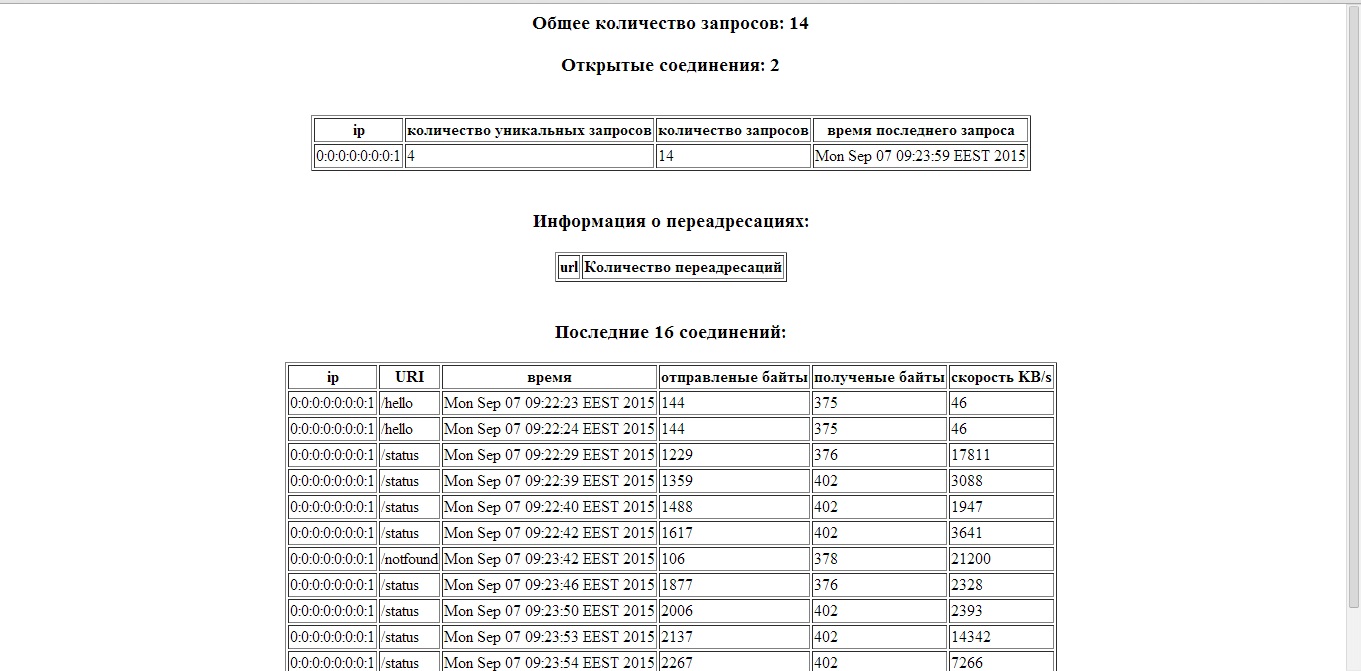 Общее количество запросов: 14
Открытые соединения: 2
ip количество уникальных запросов количество запросов время последнего запроса
0:0:0:0:0:0:0:1 4 14 Mon Sep 07 09:23:59 EEST 2015
Информация о переадресациях:
url Количество переадресаций
Последние 16 соединений:
ip URI время отправленые байты полученые байты скорость KB/s
0:0:0:0:0:0:0:1 /hello Mon Sep 07 09:22:23 EEST 2015 144 375 46
0:0:0:0:0:0:0:1 /hello Mon Sep 07 09:22:24 EEST 2015 144 375 46
0:0:0:0:0:0:0:1 /status Mon Sep 07 09:22:29 EEST 2015 1229 376 17811
0:0:0:0:0:0:0:1 /status Mon Sep 07 09:22:39 EEST 2015 1359 402 3088
0:0:0:0:0:0:0:1 /status Mon Sep 07 09:22:40 EEST 2015 1488 402 1947
0:0:0:0:0:0:0:1 /status Mon Sep 07 09:22:42 EEST 2015 1617 402 3641
0:0:0:0:0:0:0:1 /notfound Mon Sep 07 09:23:42 EEST 2015 106 378 21200
0:0:0:0:0:0:0:1 /status Mon Sep 07 09:23:46 EEST 2015 1877 376 2328
0:0:0:0:0:0:0:1 /status Mon Sep 07 09:23:50 EEST 2015 2006 402 2393
0:0:0:0:0:0:0:1 /status Mon Sep 07 09:23:53 EEST 2015 2137 402 14342
0:0:0:0:0:0:0:1 /status Mon Sep 07 09:23:54 EEST 2015 2267 402 7266